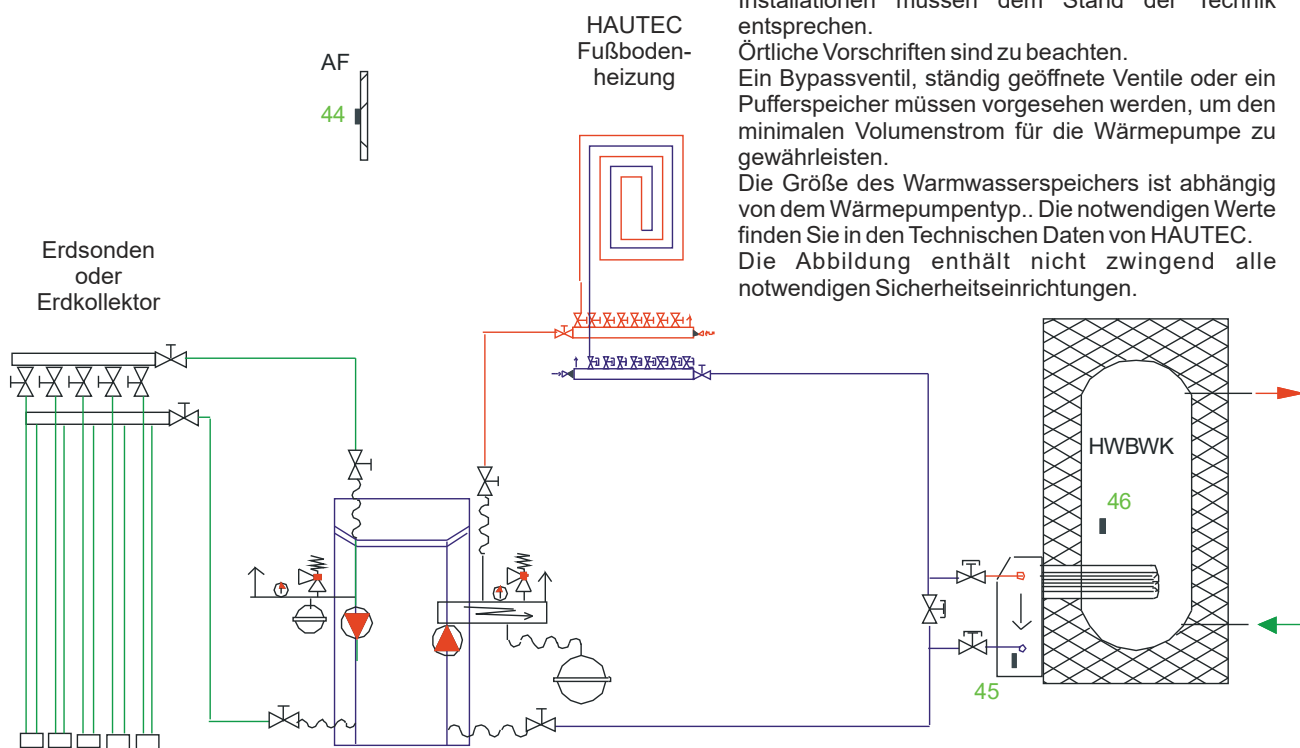 Installationen müssen dem Stand der Technik
entsprechen.
Örtliche Vorschriften sind zu beachten.
Ein Bypassventil, ständig geöffnete Ventile oder ein
Pufferspeicher müssen vorgesehen werden, um den
minimalen Volumenstrom für die Wärmepumpe zu
gewährleisten.
Die Größe des Warmwasserspeichers ist abhängig
von dem Wärmepumpentyp.. Die notwendigen Werte
finden Sie in den Technischen Daten von HAUTEC.
Die Abbildung enthält nicht zwingend alle
notwendigen Sicherheitseinrichtungen.
HAUTEC
Fußboden-
heizung
AF
44
Erdsonden
oder
Erdkollektor
HWBWK
46
45